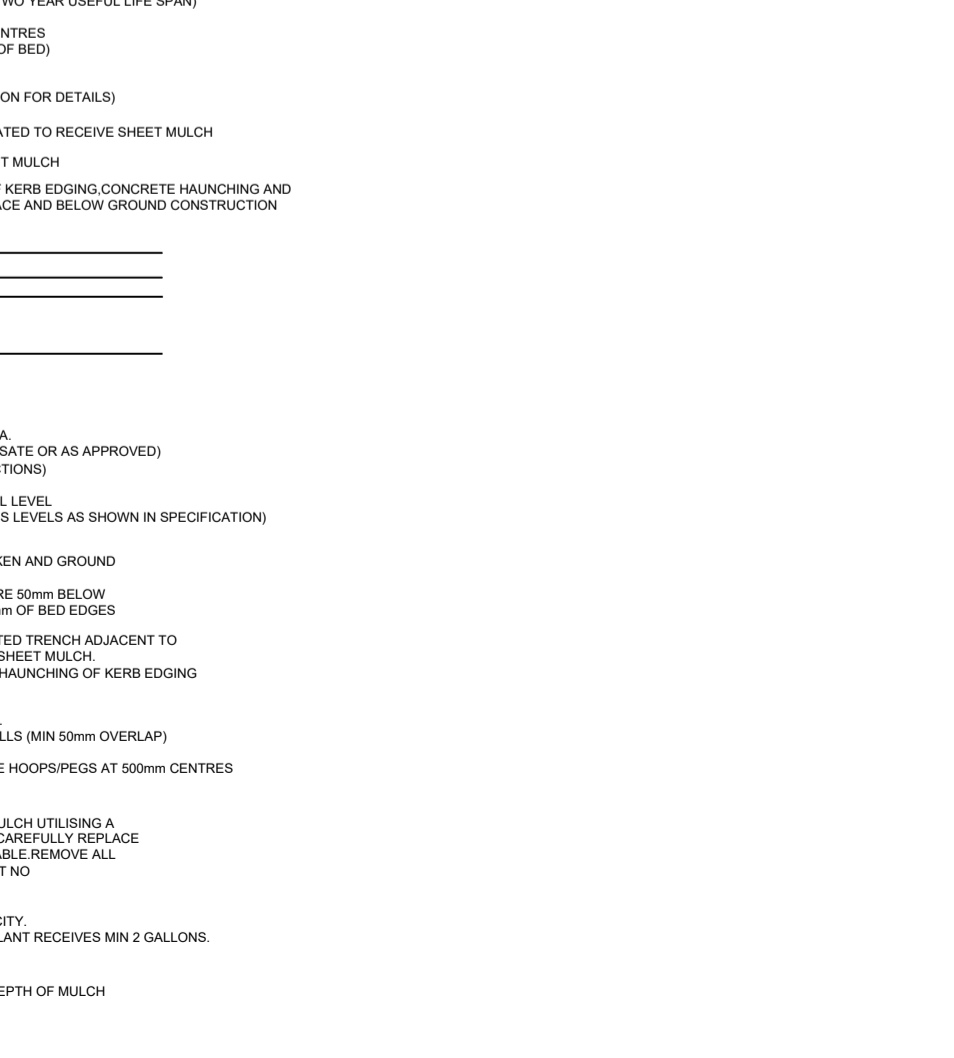 TWO YEAR USEFUL LIFE SPAN)
NTRES
OF BED)
ON FOR DETAILS)
ATED TO RECEIVE SHEET MULCH
T MULCH
F KERB EDGING,CONCRETE HAUNCHING AND
ACE AND BELOW GROUND CONSTRUCTION
A.
SATE OR AS APPROVED)
CTIONS)
L LEVEL
S LEVELS AS SHOWN IN SPECIFICATION)
KEN AND GROUND
RE 50mm BELOW
mm OF BED EDGES
TED TRENCH ADJACENT TO
SHEET MULCH.
HAUNCHING OF KERB EDGING
LLS (MIN 50mm OVERLAP)
E HOOPS/PEGS AT 500mm CENTRES
ULCH UTILISING A
CAREFULLY REPLACE
ABLE.REMOVE ALL
T NO
CITY.
LANT RECEIVES MIN 2 GALLONS.
EPTH OF MULCH